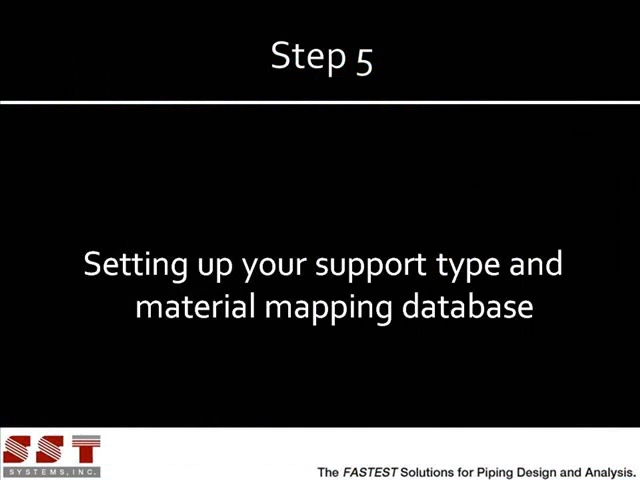 Step 5
Setting up your support type and
material mapping database
SST
SYSTEMS, INC.
The FASTEST Solutions for Piping Design and Analysis.